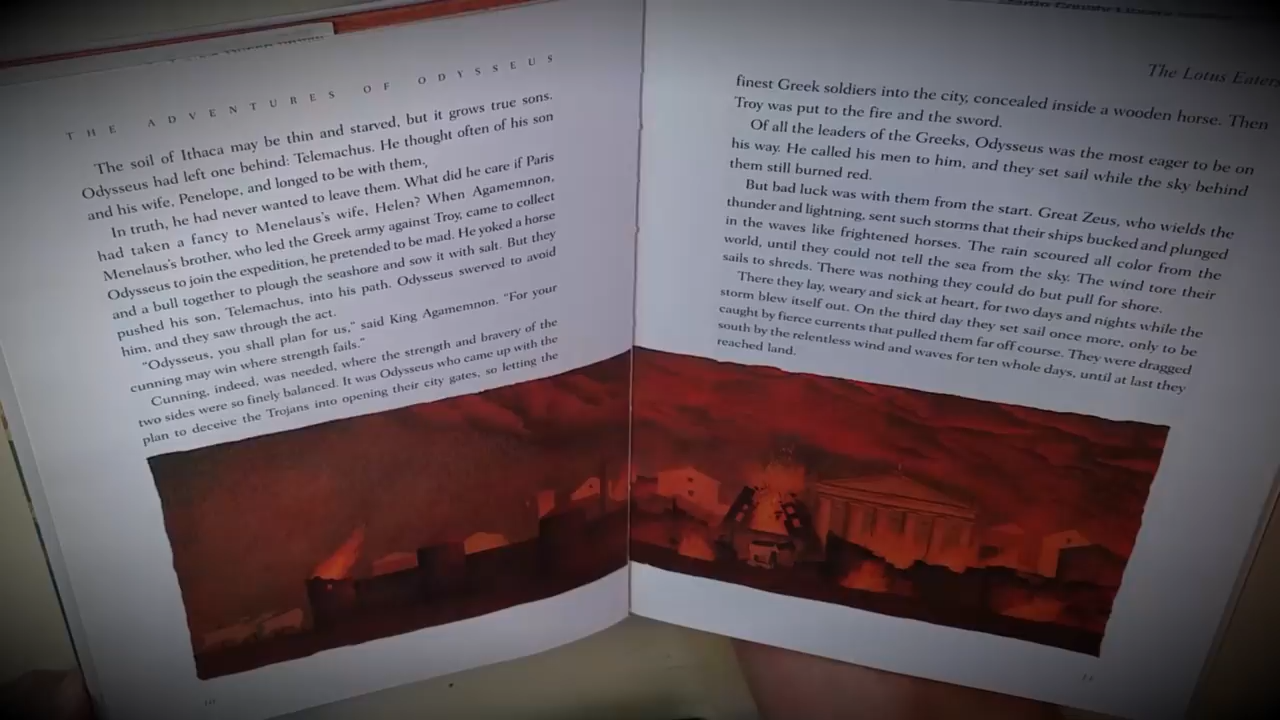 THE ADVENTURES OF ODYSSEUS
The soil of Ithaca may be thin and starved, but it grows true sons.
Odysseus had left one behind: Telemachus. He thought often of his son
and his wife, Penelope, and longed to be with them.
In truth, he had never wanted to leave them. What did he care if Paris
had taken a fancy to Menelaus's wife, Helen? When Agamemnon,
Menelaus's brother, who led the Greek army against Troy, came to collect
Odysseus to join the expedition, he pretended to be mad. He yoked a horse
and a bull together to plough the seashore and sow it with salt. But they
pushed his son, Telemachus, into his path. Odysseus swerved to avoid
him, and they saw through the act.
"Odysseus, you shall plan for us," said King Agamemnon. "For your
cunning may win where strength fails."
Cunning, indeed, was needed, where the strength and bravery of the
two sides were so finely balanced. It was Odysseus who came up with the
plan to deceive the Trojans into opening their city gates, so letting the
10
The Lotus Eaters
finest Greek soldiers into the city, concealed inside a wooden horse. Then
Troy was put to the fire and the sword.
Of all the leaders of the Greeks, Odysseus was the most eager to be on
his way. He called his men to him, and they set sail while the sky behind
them still burned red.
But bad luck was with them from the start. Great Zeus, who wields the
thunder and lightning, sent such storms that their ships bucked and plunged
in the waves like frightened horses. The rain scoured all color from the
world, until they could not tell the sea from the sky. The wind tore their
sails to shreds. There was nothing they could do but pull for shore.
There they lay, weary and sick at heart, for two days and nights while the
storm blew itself out. On the third day they set sail once more, only to be
caught by fierce currents that pulled them far off course. They were dragged
south by the relentless wind and waves for ten whole days, until at last they
reached land.
11